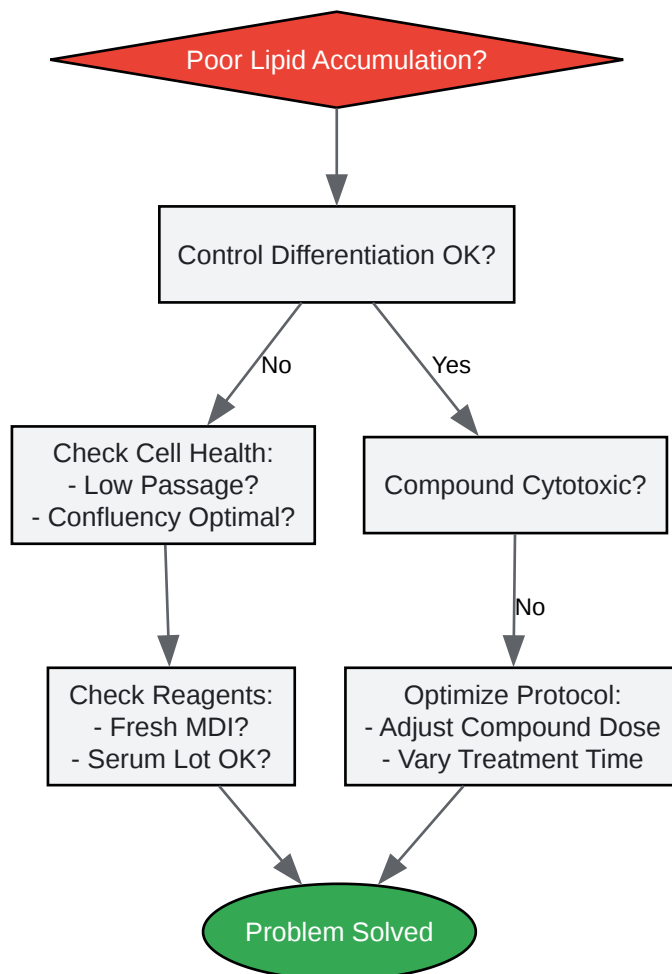 Poor Lipid Accumulation?
Control Differentiation OK?
No
Yes
Check Cell Health:
- Low Passage?
- Confluency Optimal?
Compound Cytotoxic?
No
Check Reagents:
- Fresh MDI?
- Serum Lot OK?
Optimize Protocol:
- Adjust Compound Dose
- Vary Treatment Time
Problem Solved